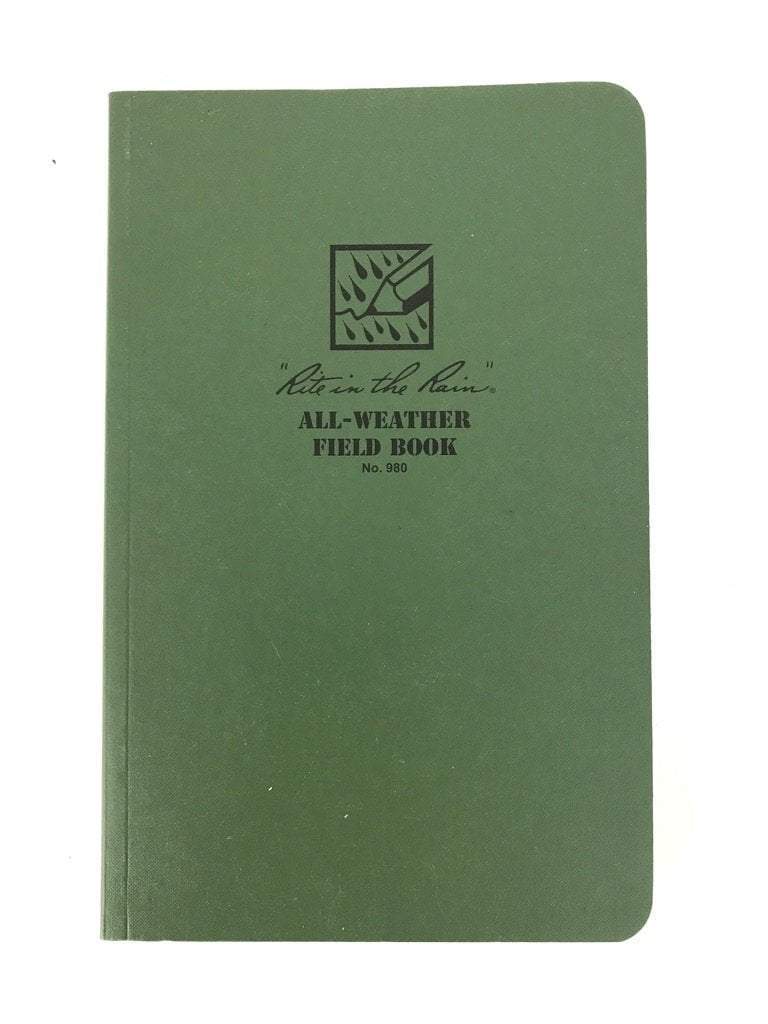 "Rite in the Rain"®
ALL-WEATHER
FIELD BOOK
No. 980